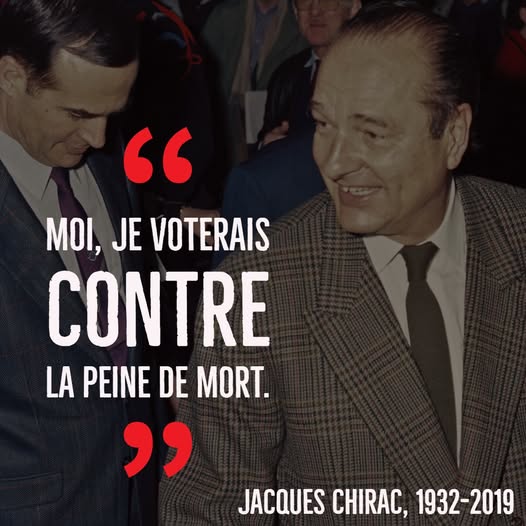 “
MOI, JE VOTERAIS
CONTRE
LA PEINE DE MORT.
”
JACQUES CHIRAC, 1932-2019